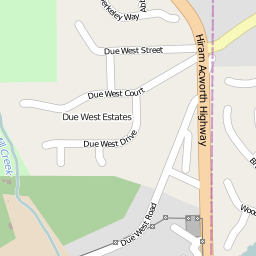 Berkeley Way
Due West Street
Hiram Acworth Highway
Due West Court
Due West Estates
Due West Drive
Creek
Due West Road